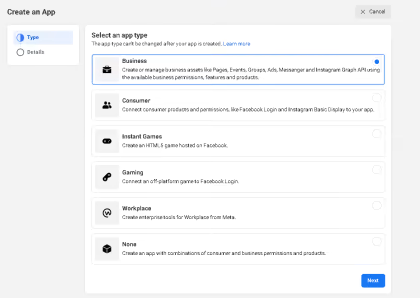 Create an App
Cancel
Type
Details
Select an app type
The app type can't be changed after your app is created. Learn more
Business
Create or manage business assets like Pages, Events, Groups, Ads, Messenger and Instagram Graph API using
the available business permissions, features and products.
Consumer
Connect consumer products and permissions, like Facebook Login and Instagram Basic Display to your app.
Instant Games
Create an HTML5 game hosted on Facebook.
Gaming
Connect an off-platform game to Facebook Login.
Workplace
Create enterprise tools for Workplace from Meta.
None
Create an app with combinations of consumer and business permissions and products.
Next